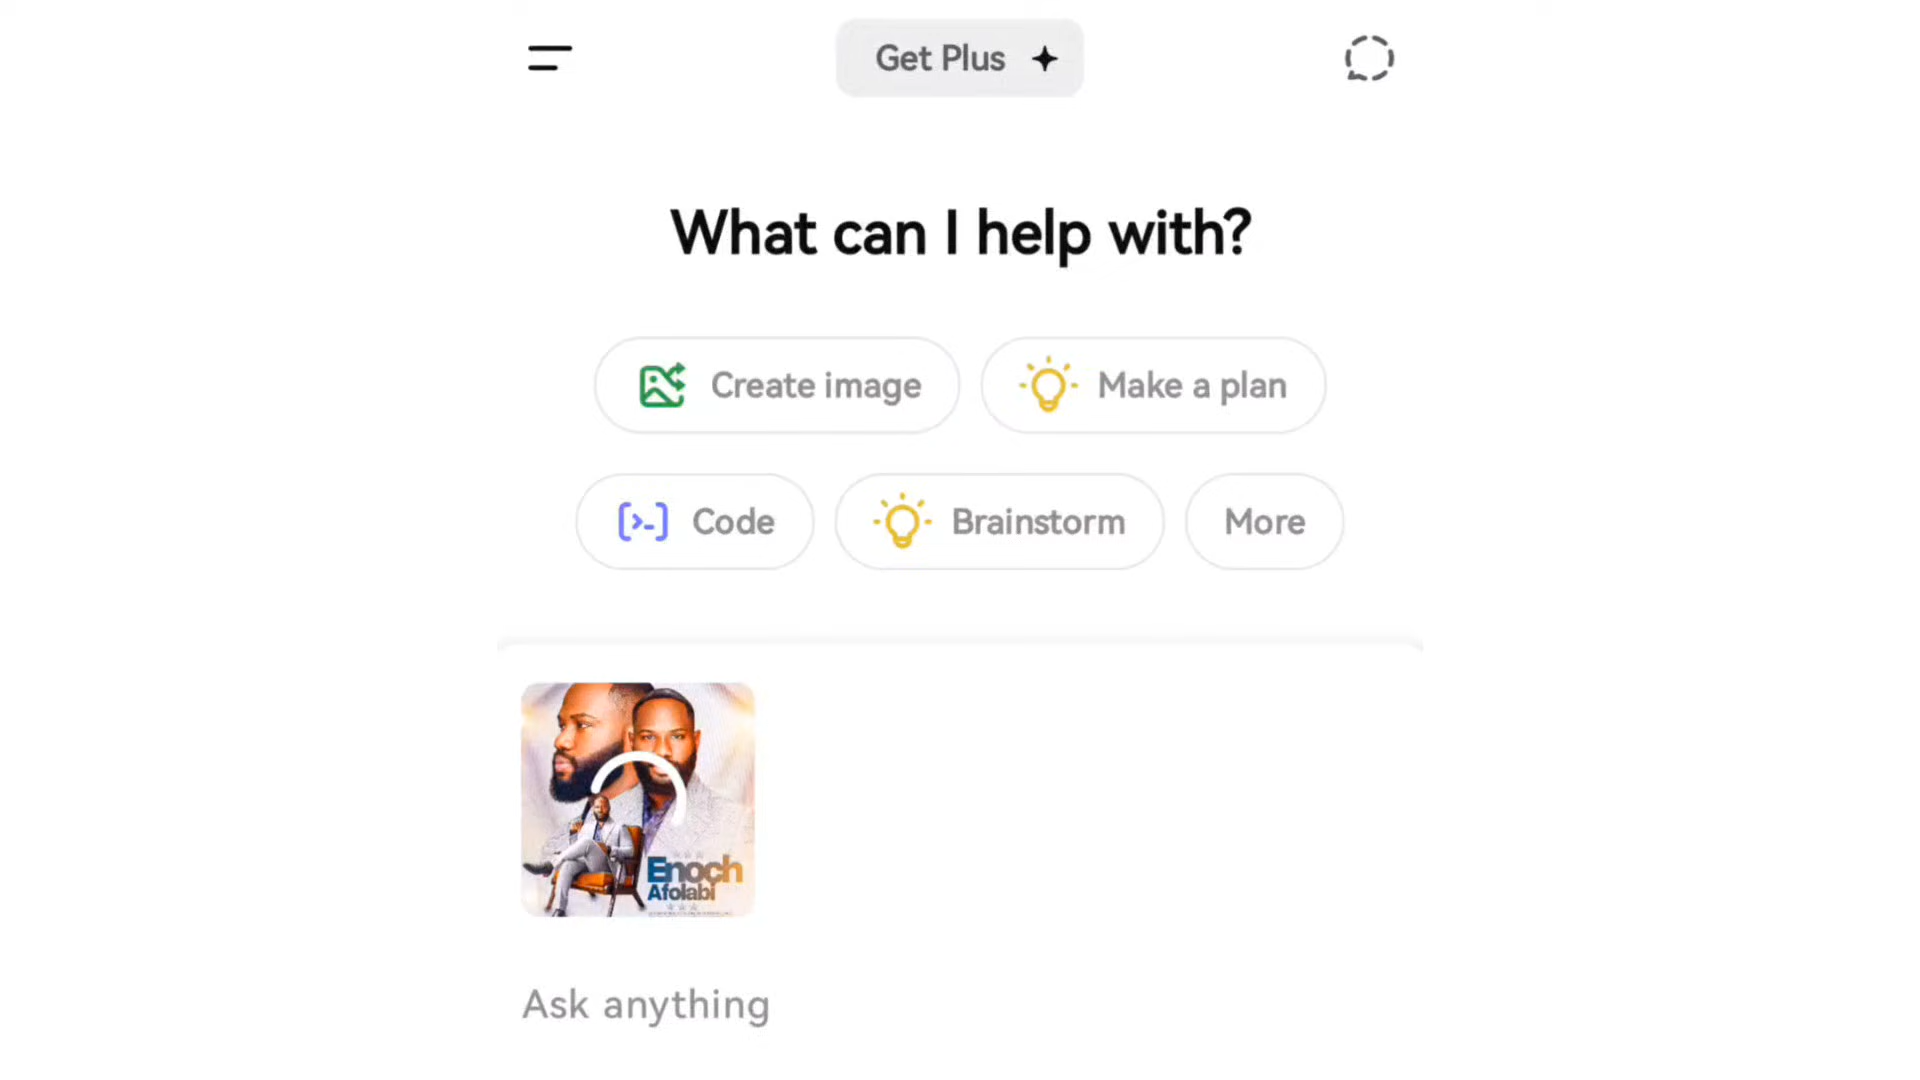 Get Plus
What can I help with?
Create image
Make a plan
Code
Brainstorm
More
Enoch
Afolabi
Ask anything